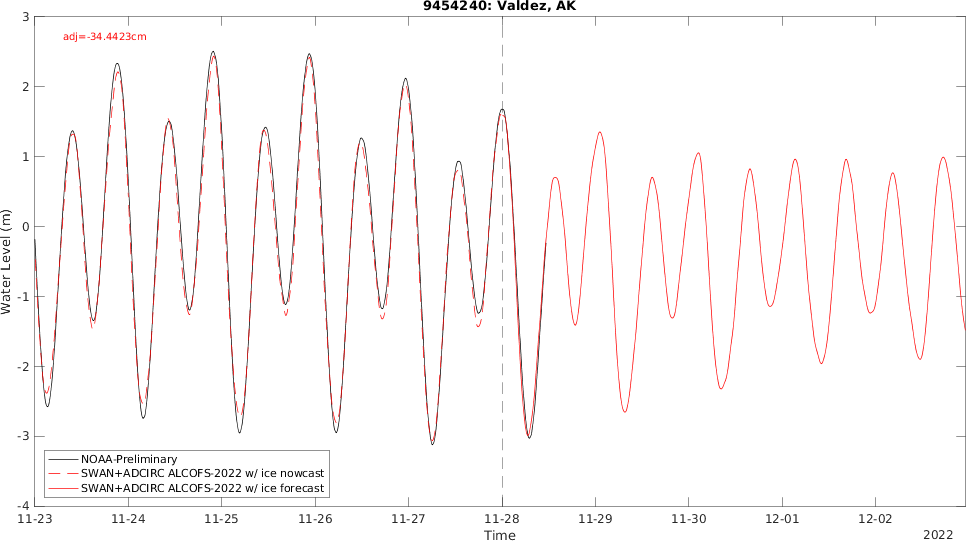 9454240: Valdez, AK
adj=-34.4423cm
3
2
1
0
-1
-2
-3
-4
Water Level (m)
NOAA-Preliminary
SWAN+ADCIRC ALCOFS-2022 w/ ice nowcast
SWAN+ADCIRC ALCOFS-2022 w/ ice forecast
11-23 11-24 11-25 11-26 11-27 11-28 11-29 11-30 12-01 12-02
Time
2022